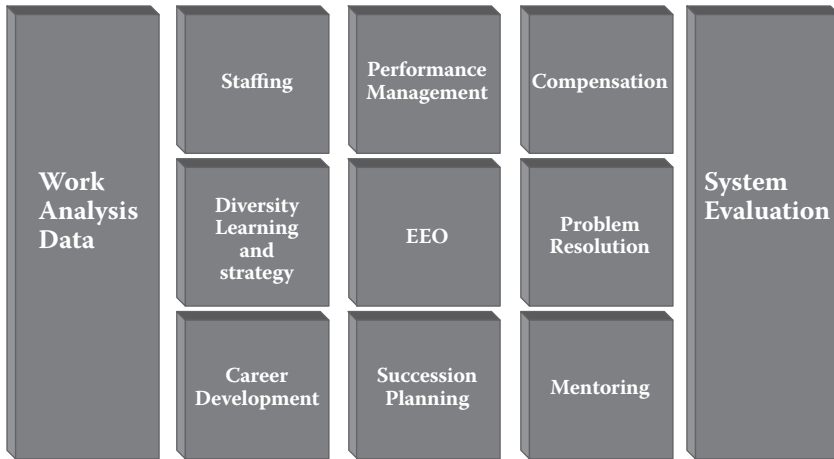 Work
Analysis
Data
Staffing
Performance
Management
Compensation
Diversity
Learning
and
strategy
EEO
Problem
Resolution
Career
Development
Succession
Planning
Mentoring
System
Evaluation